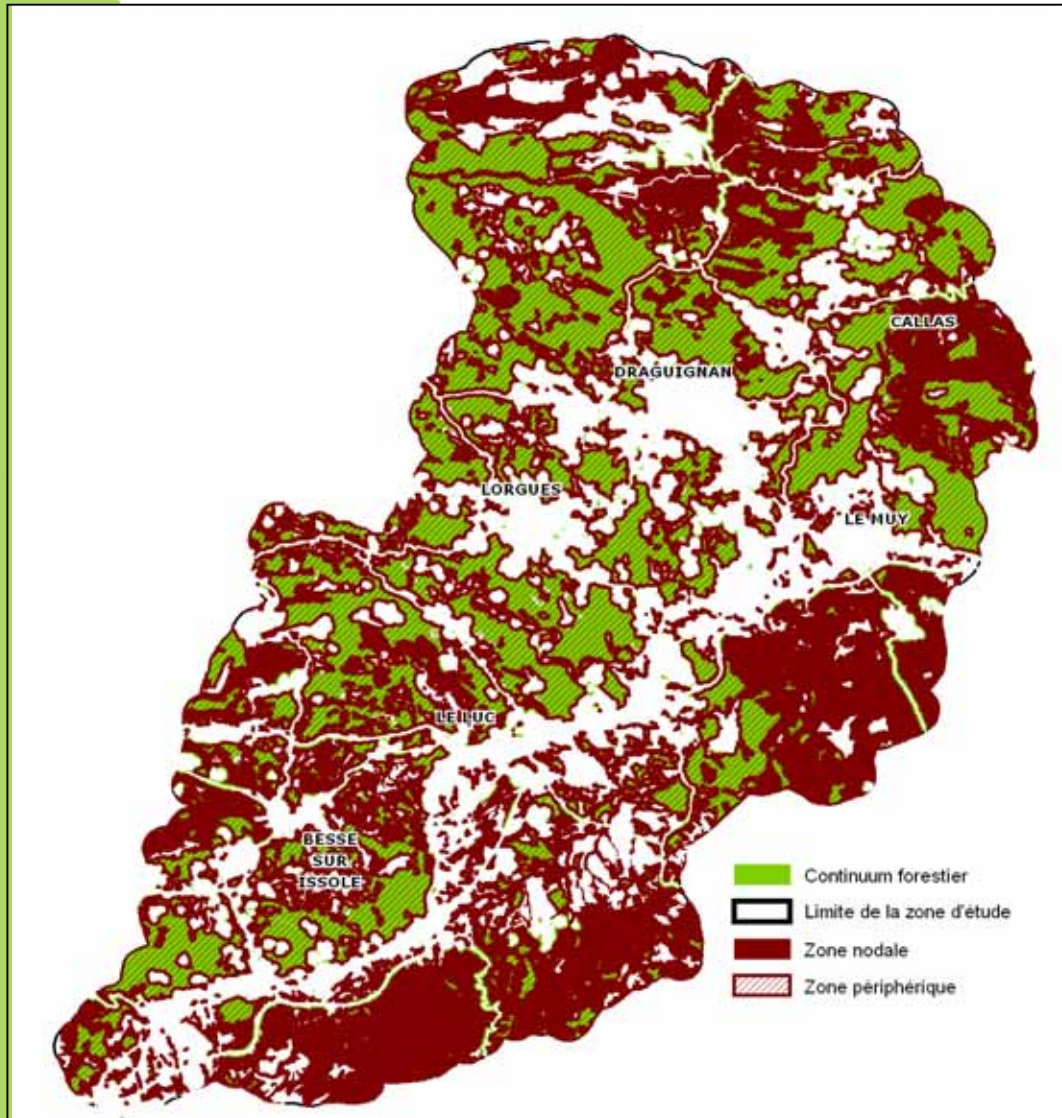 CALLAS
DRAGUIGNAN
LORGUES
LE MUY
LE LUC
BESSE
SUR
ISSOLE
Continuum forestier
Limite de la zone d'étude
Zone nodale
Zone périphérique